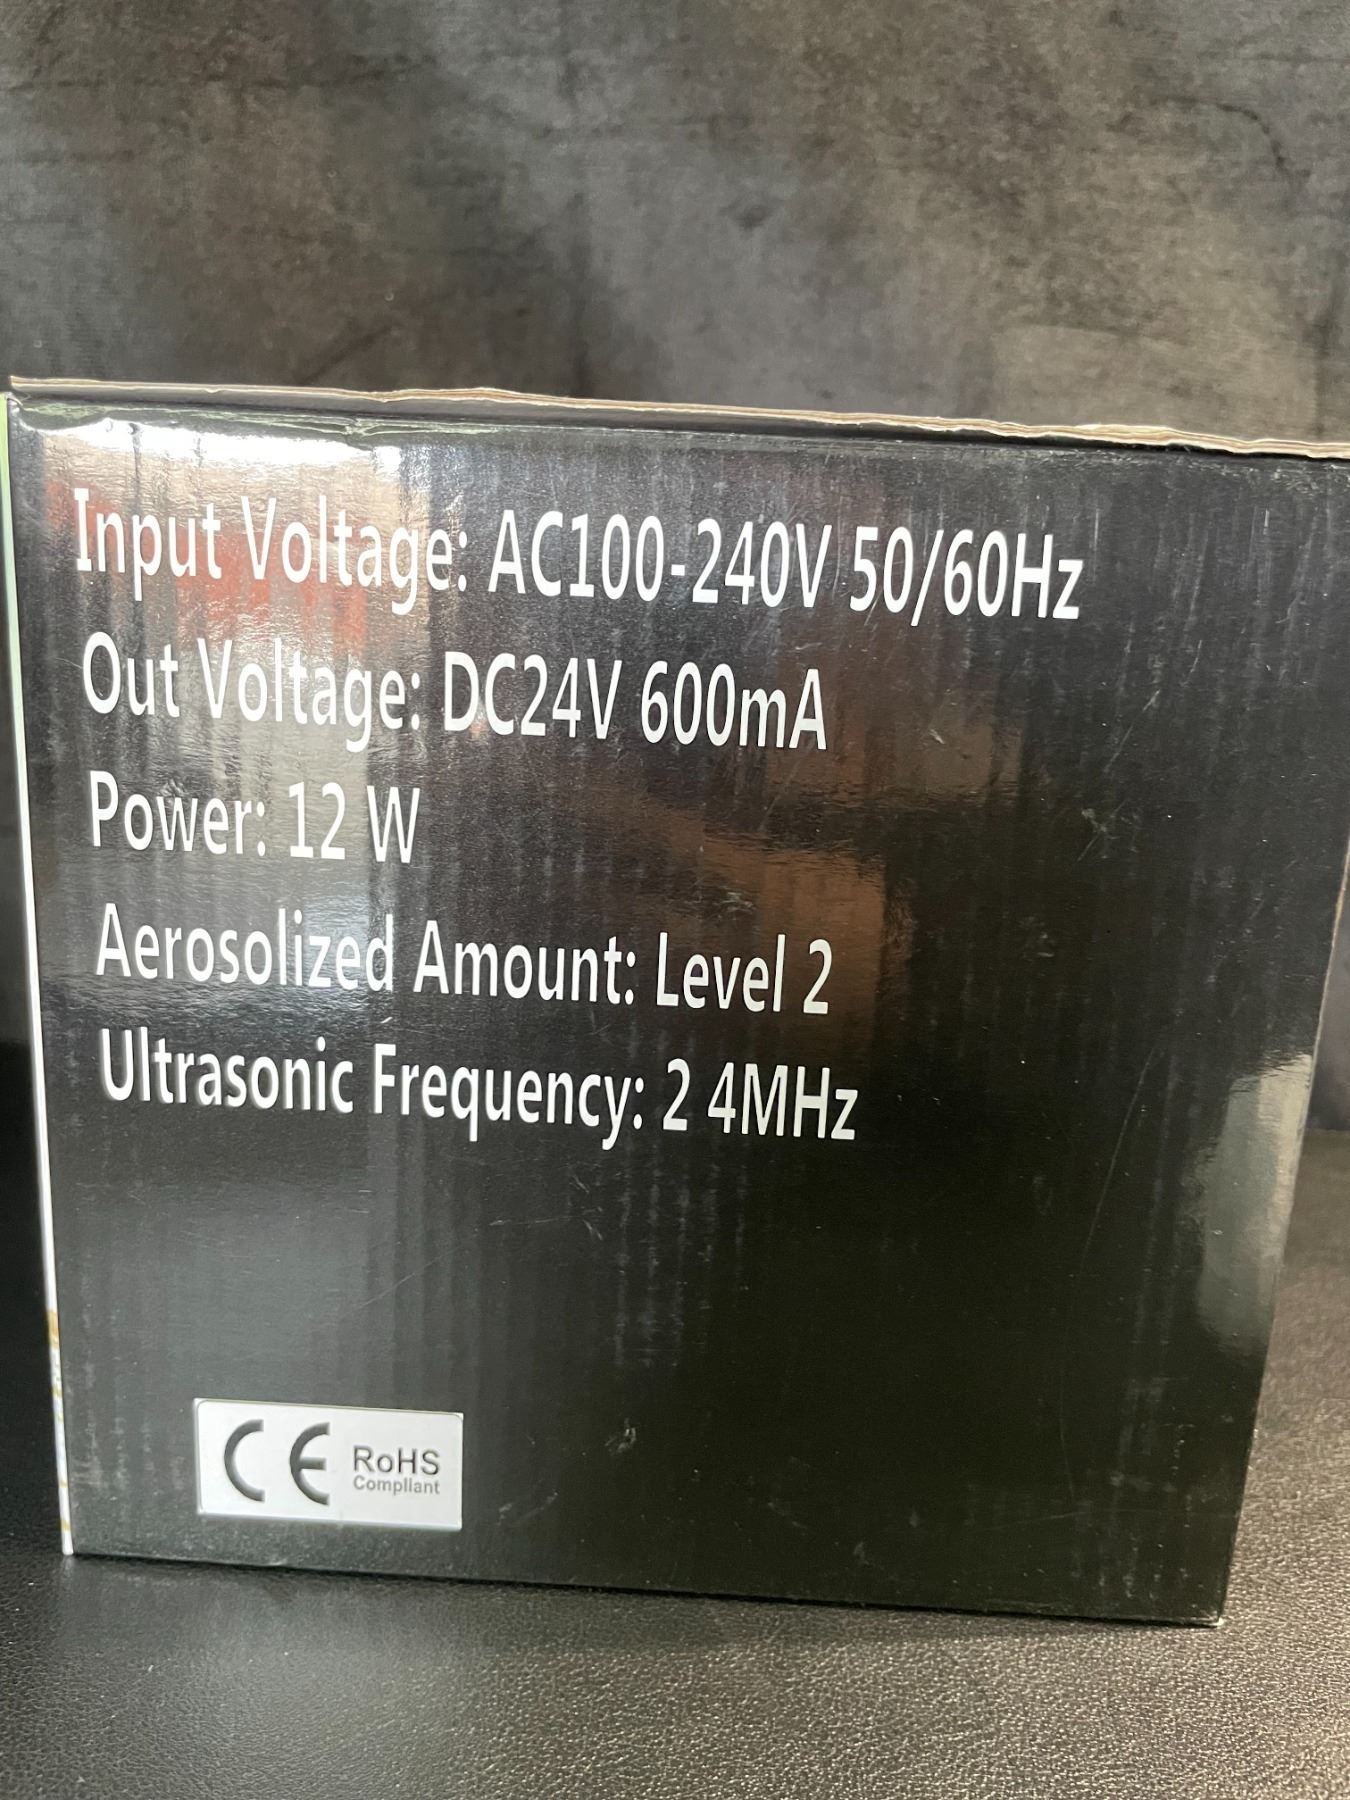 Input Voltage: AC100-240V 50/60Hz
Out Voltage: DC24V 600mA
Power: 12 W
Aerosolized Amount: Level 2
Ultrasonic Frequency: 2 4MHz
CE RoHS
Compliant